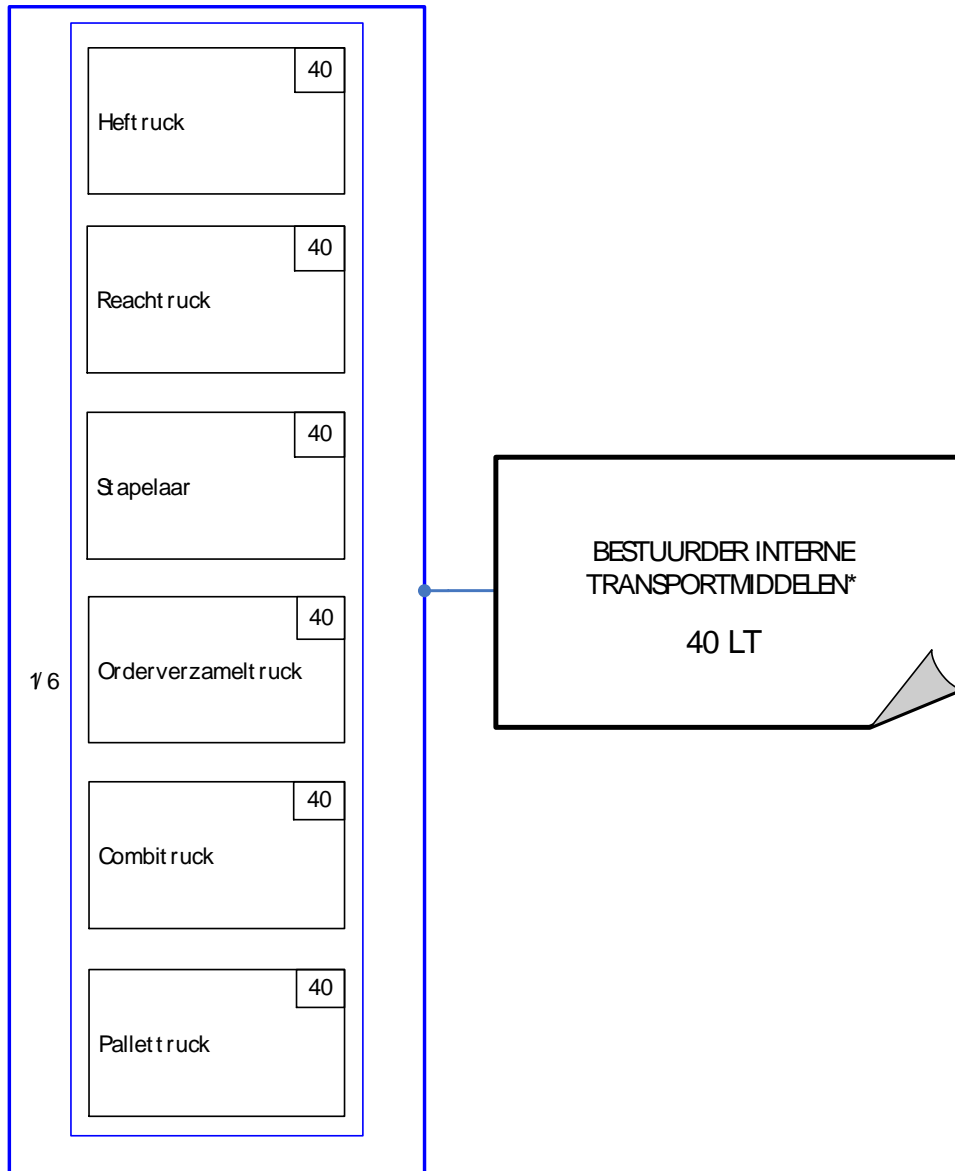 40
Heftruck
40
Reachtruck
40
Stapelaar
40
Orderverzameltruck
1/6
40
Combitruck
40
Pallettruck
BESTUURDER INTERNE
TRANSPORTMIDDELEN*
40 LT